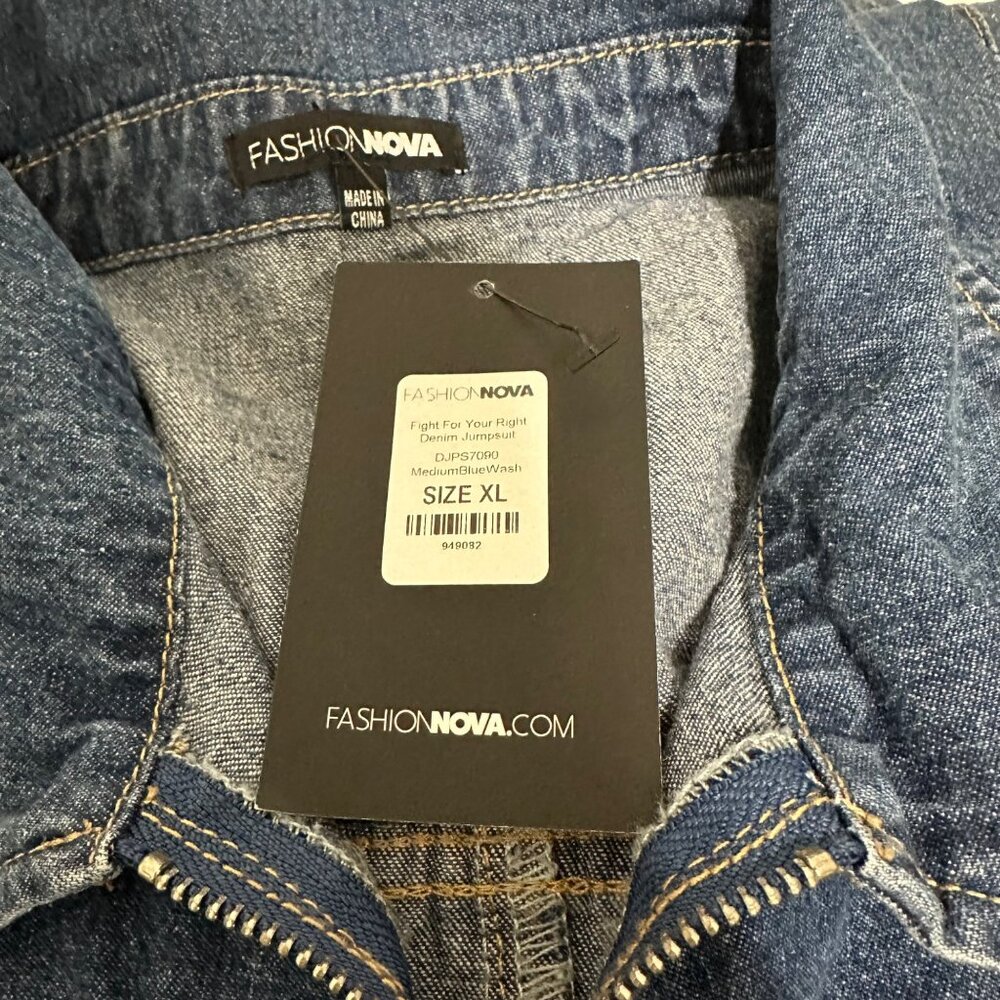 FASHIONNOVA
MADE IN
CHINA
FASHIONNOVA
Fight For Your Right
Denim Jumpsuit
DJPS7090
MediumBlueWash
SIZE XL
949082
FASHIONNOVA.COM